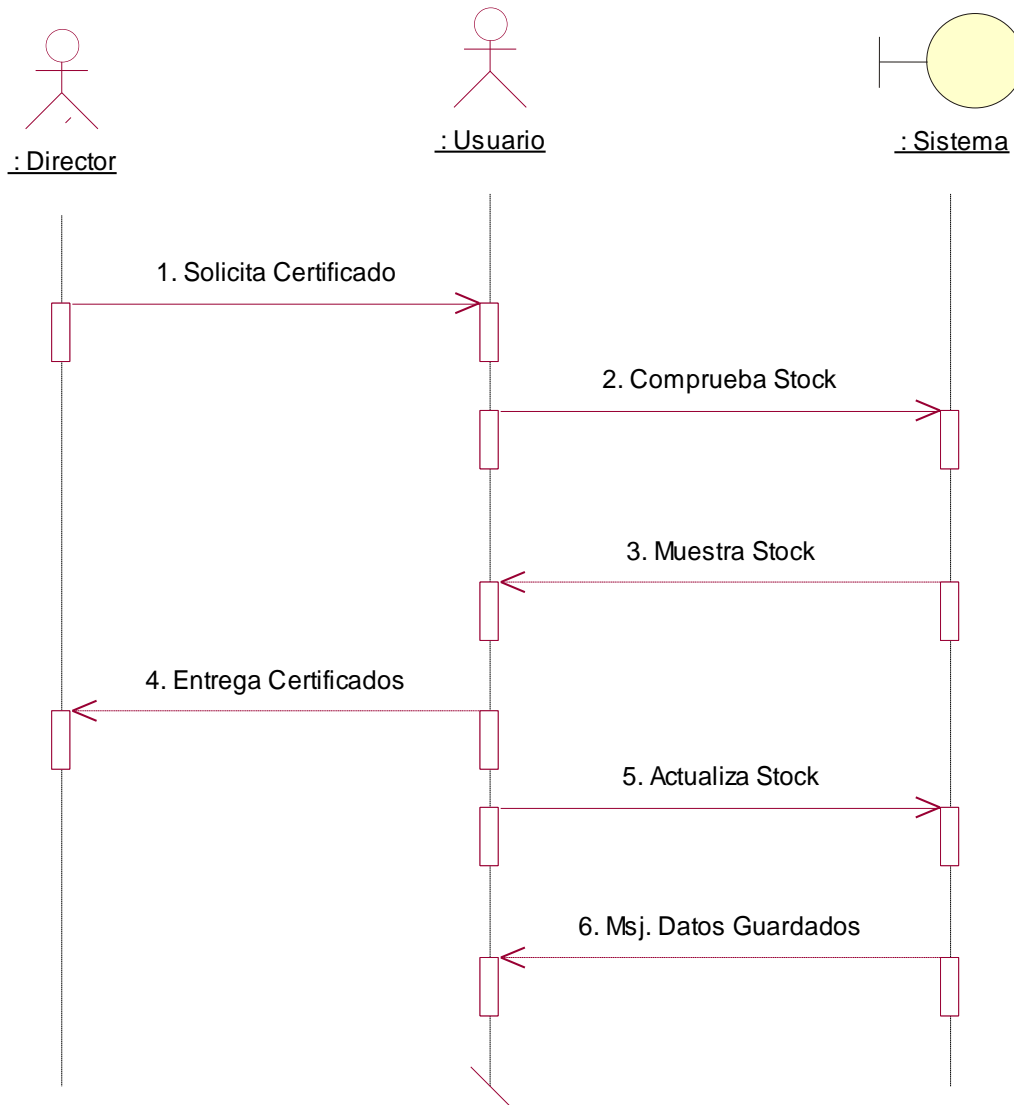 : Director
: Usuario
: Sistema
1. Solicita Certificado
2. Comprueba Stock
3. Muestra Stock
4. Entrega Certificados
5. Actualiza Stock
6. Msj. Datos Guardados